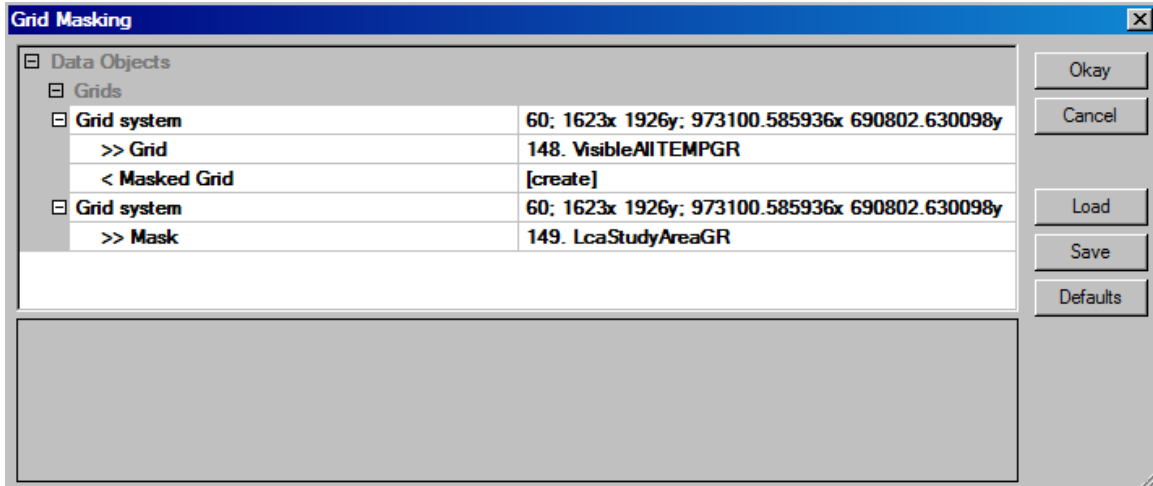 Grid Masking
Data Objects
Grids
Grid system 60; 1623x 1926y; 973100.585936x 690802.630098y
>> Grid 148. VisibleAllTEMPGR
< Masked Grid [create]
Grid system 60; 1623x 1926y; 973100.585936x 690802.630098y
>> Mask 149. LcaStudyAreaGR
Okay
Cancel
Load
Save
Defaults